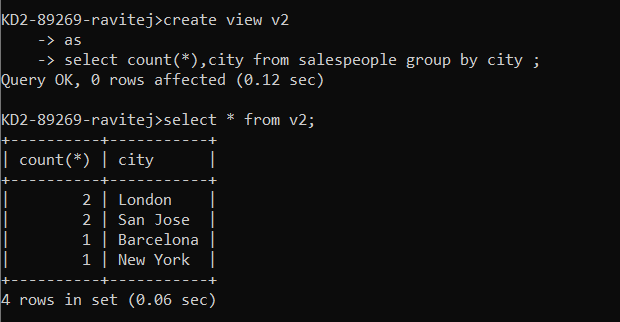 KD2-89269-ravitej>create view v2
    -> as
    -> select count(*),city from salespeople group by city ;
Query OK, 0 rows affected (0.12 sec)

KD2-89269-ravitej>select * from v2;
+----------+-----------+
| count(*) | city      |
+----------+-----------+
|        2 | London    |
|        2 | San Jose  |
|        1 | Barcelona |
|        1 | New York  |
+----------+-----------+
4 rows in set (0.06 sec)